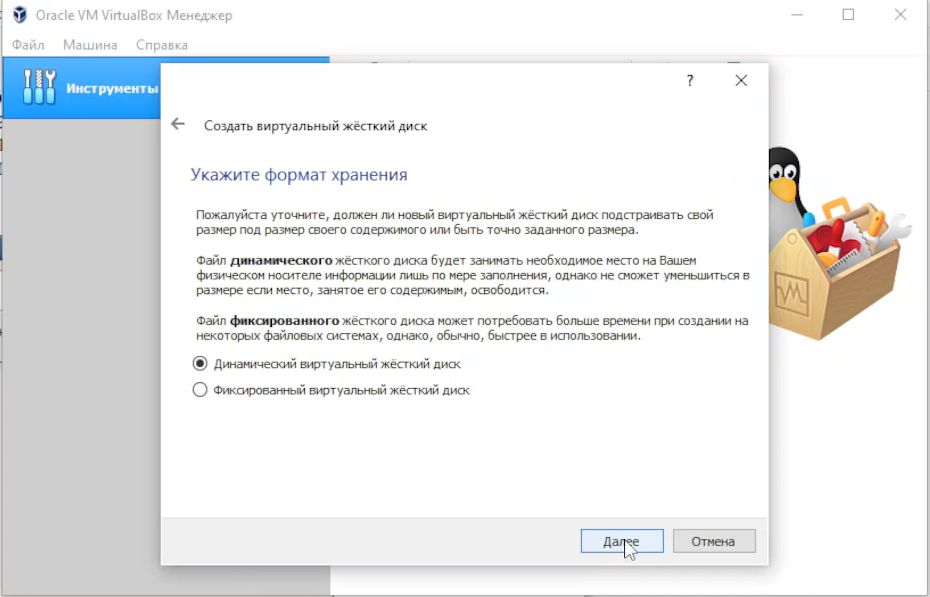 Oracle VM VirtualBox Менеджер
Файл Машина Справка
Инструменты
?
Создать виртуальный жёсткий диск
Укажите формат хранения
Пожалуйста уточните, должен ли новый виртуальный жёсткий диск подстраивать свой
размер под размер своего содержимого или быть точно заданного размера.
Файл динамического жёсткого диска будет занимать необходимое место на Вашем
физическом носителе информации лишь по мере заполнения, однако не сможет уменьшиться в
размере если место, занятое его содержимым, освободится.
Файл фиксированного жёсткого диска может потребовать больше времени при создании на
некоторых файловых системах, однако, обычно, быстрее в использовании.
Динамический виртуальный жёсткий диск
Фиксированный виртуальный жёсткий диск
Далее Отмена